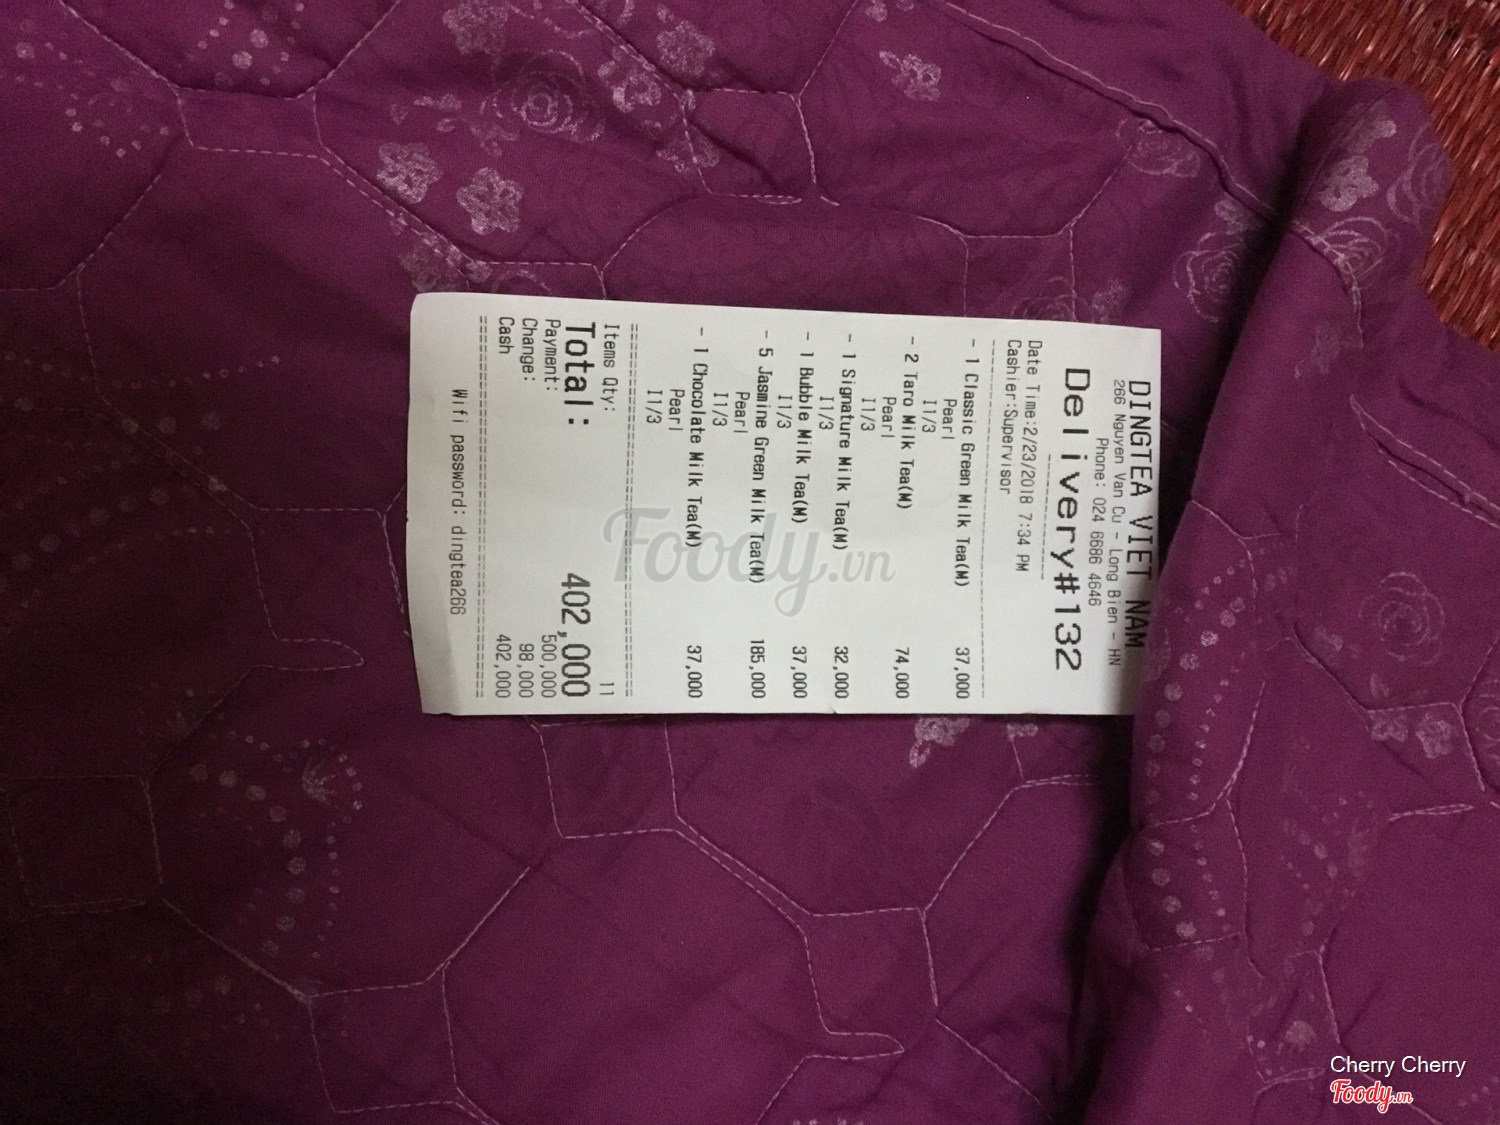 DINGTEA VIET NAM
266 Nguyen Van Cu - Long Bien - HN
Phone: 024 6686 4646
Delivery#132
Date Time:2/23/2018 7:34 PM
Cashier:Supervisor
- 1 Classic Green Milk Tea(M) 37,000
Pearl
I1/3
- 2 Taro Milk Tea(M) 74,000
Pearl
I1/3
- 1 Signature Milk Tea(M) 32,000
I1/3
- 1 Bubble Milk Tea(M) 37,000
I1/3
- 5 Jasmine Green Milk Tea(M) 185,000
Pearl
I1/3
- 1 Chocolate Milk Tea(M) 37,000
Pearl
I1/3
Items Qty: 11
Total: 402,000
Payment: 500,000
Change: 98,000
Cash 402,000
Wifi password: dingtea266
Foody.vn
Cherry Cherry
Foody.vn